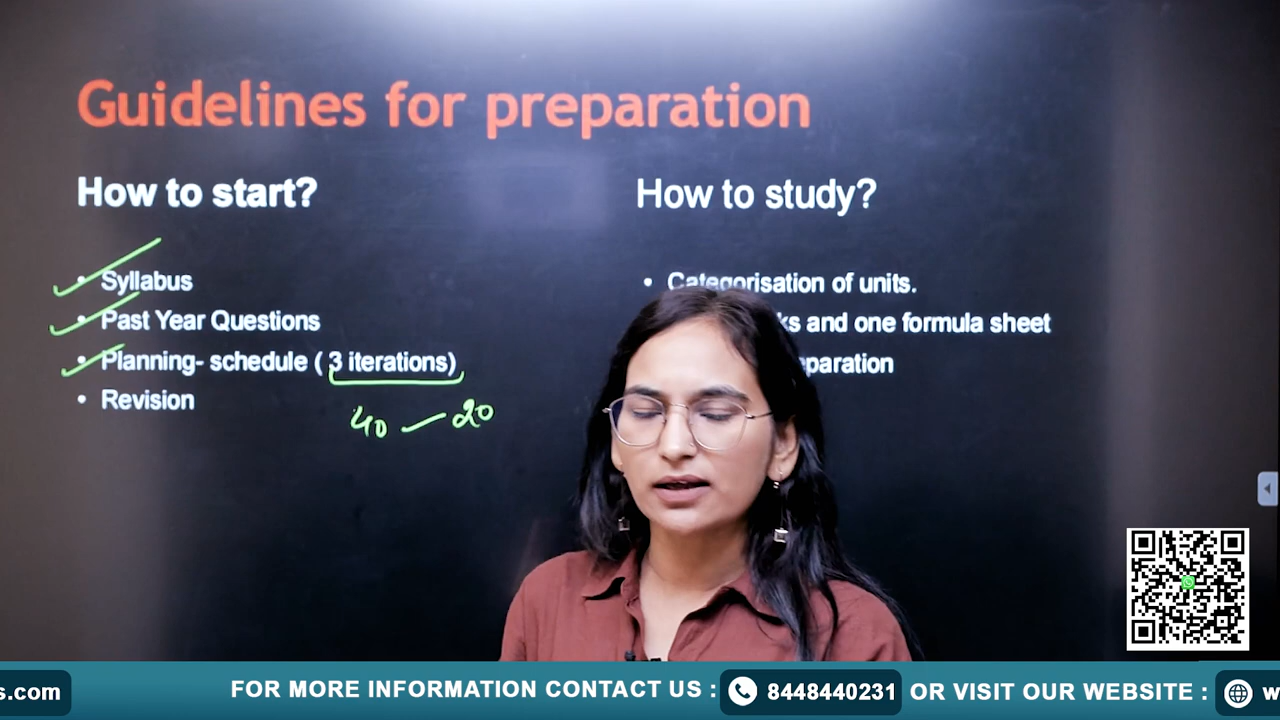 Guidelines for preparation
How to start?
• Syllabus
• Past Year Questions
• Planning- schedule ( 3 iterations)
• Revision
40 — 20
How to study?
• Categorisation of units.
and one formula sheet
s.com
FOR MORE INFORMATION CONTACT US : 8448440231 OR VISIT OUR WEBSITE :